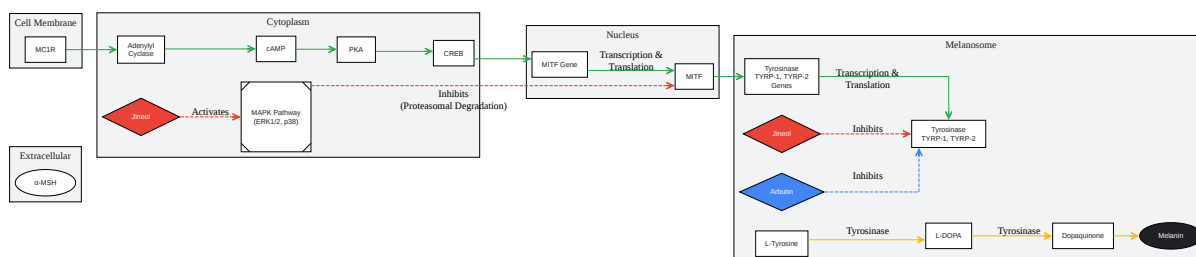 Cell Membrane
MC1R
Cytoplasm
Adenylyl
Cyclase
cAMP
PKA
CREB
Jineol
Activates
MAPK Pathway
(ERK1/2, p38)
Inhibits
(Proteasomal Degradation)
Extracellular
α-MSH
Nucleus
MITF Gene
Transcription &
Translation
MITF
Melanosome
Tyrosinase
TYRP-1, TYRP-2
Genes
Transcription &
Translation
Jineol
Inhibits
Tyrosinase
TYRP-1, TYRP-2
Arbutin
Inhibits
L-Tyrosine
Tyrosinase
L-DOPA
Tyrosinase
Dopaquinone
Melanin